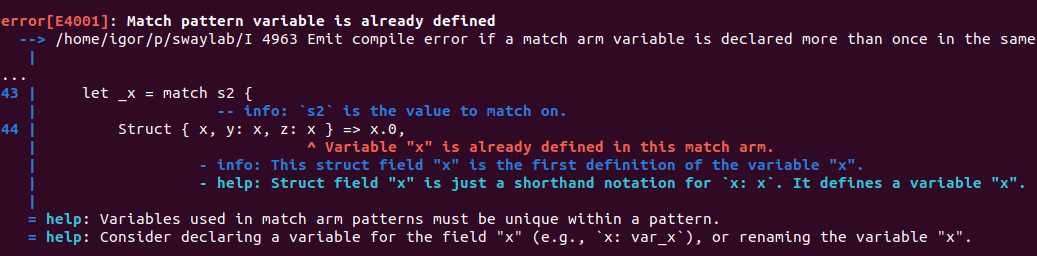 error[E4001]: Match pattern variable is already defined
--> /home/igor/p/swaylab/I 4963 Emit compile error if a match arm variable is declared more than once in the same
|
...
43 | let _x = match s2 {
| -- info: `s2` is the value to match on.
44 | Struct { x, y: x, z: x } => x.0,
| ^ Variable "x" is already defined in this match arm.
| - info: This struct field "x" is the first definition of the variable "x".
| - help: Struct field "x" is just a shorthand notation for `x: x`. It defines a variable "x".
|
= help: Variables used in match arm patterns must be unique within a pattern.
= help: Consider declaring a variable for the field "x" (e.g., `x: var_x`), or renaming the variable "x".